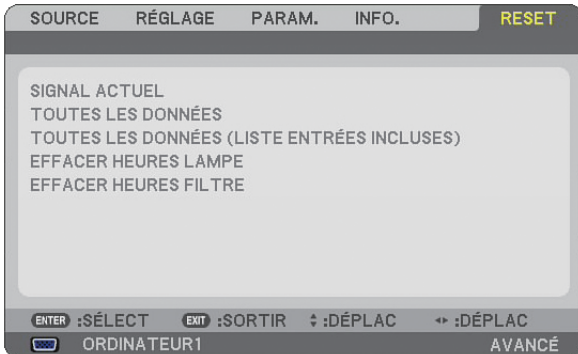 SOURCE RÉGLAGE PARAM. INFO. RESET
SIGNAL ACTUEL
TOUTES LES DONNÉES
TOUTES LES DONNÉES (LISTE ENTRÉES INCLUSES)
EFFACER HEURES LAMPE
EFFACER HEURES FILTRE
ENTER :SÉLECT EXIT :SORTIR :DÉPLAC :DÉPLAC
ORDINATEUR1 AVANCÉ